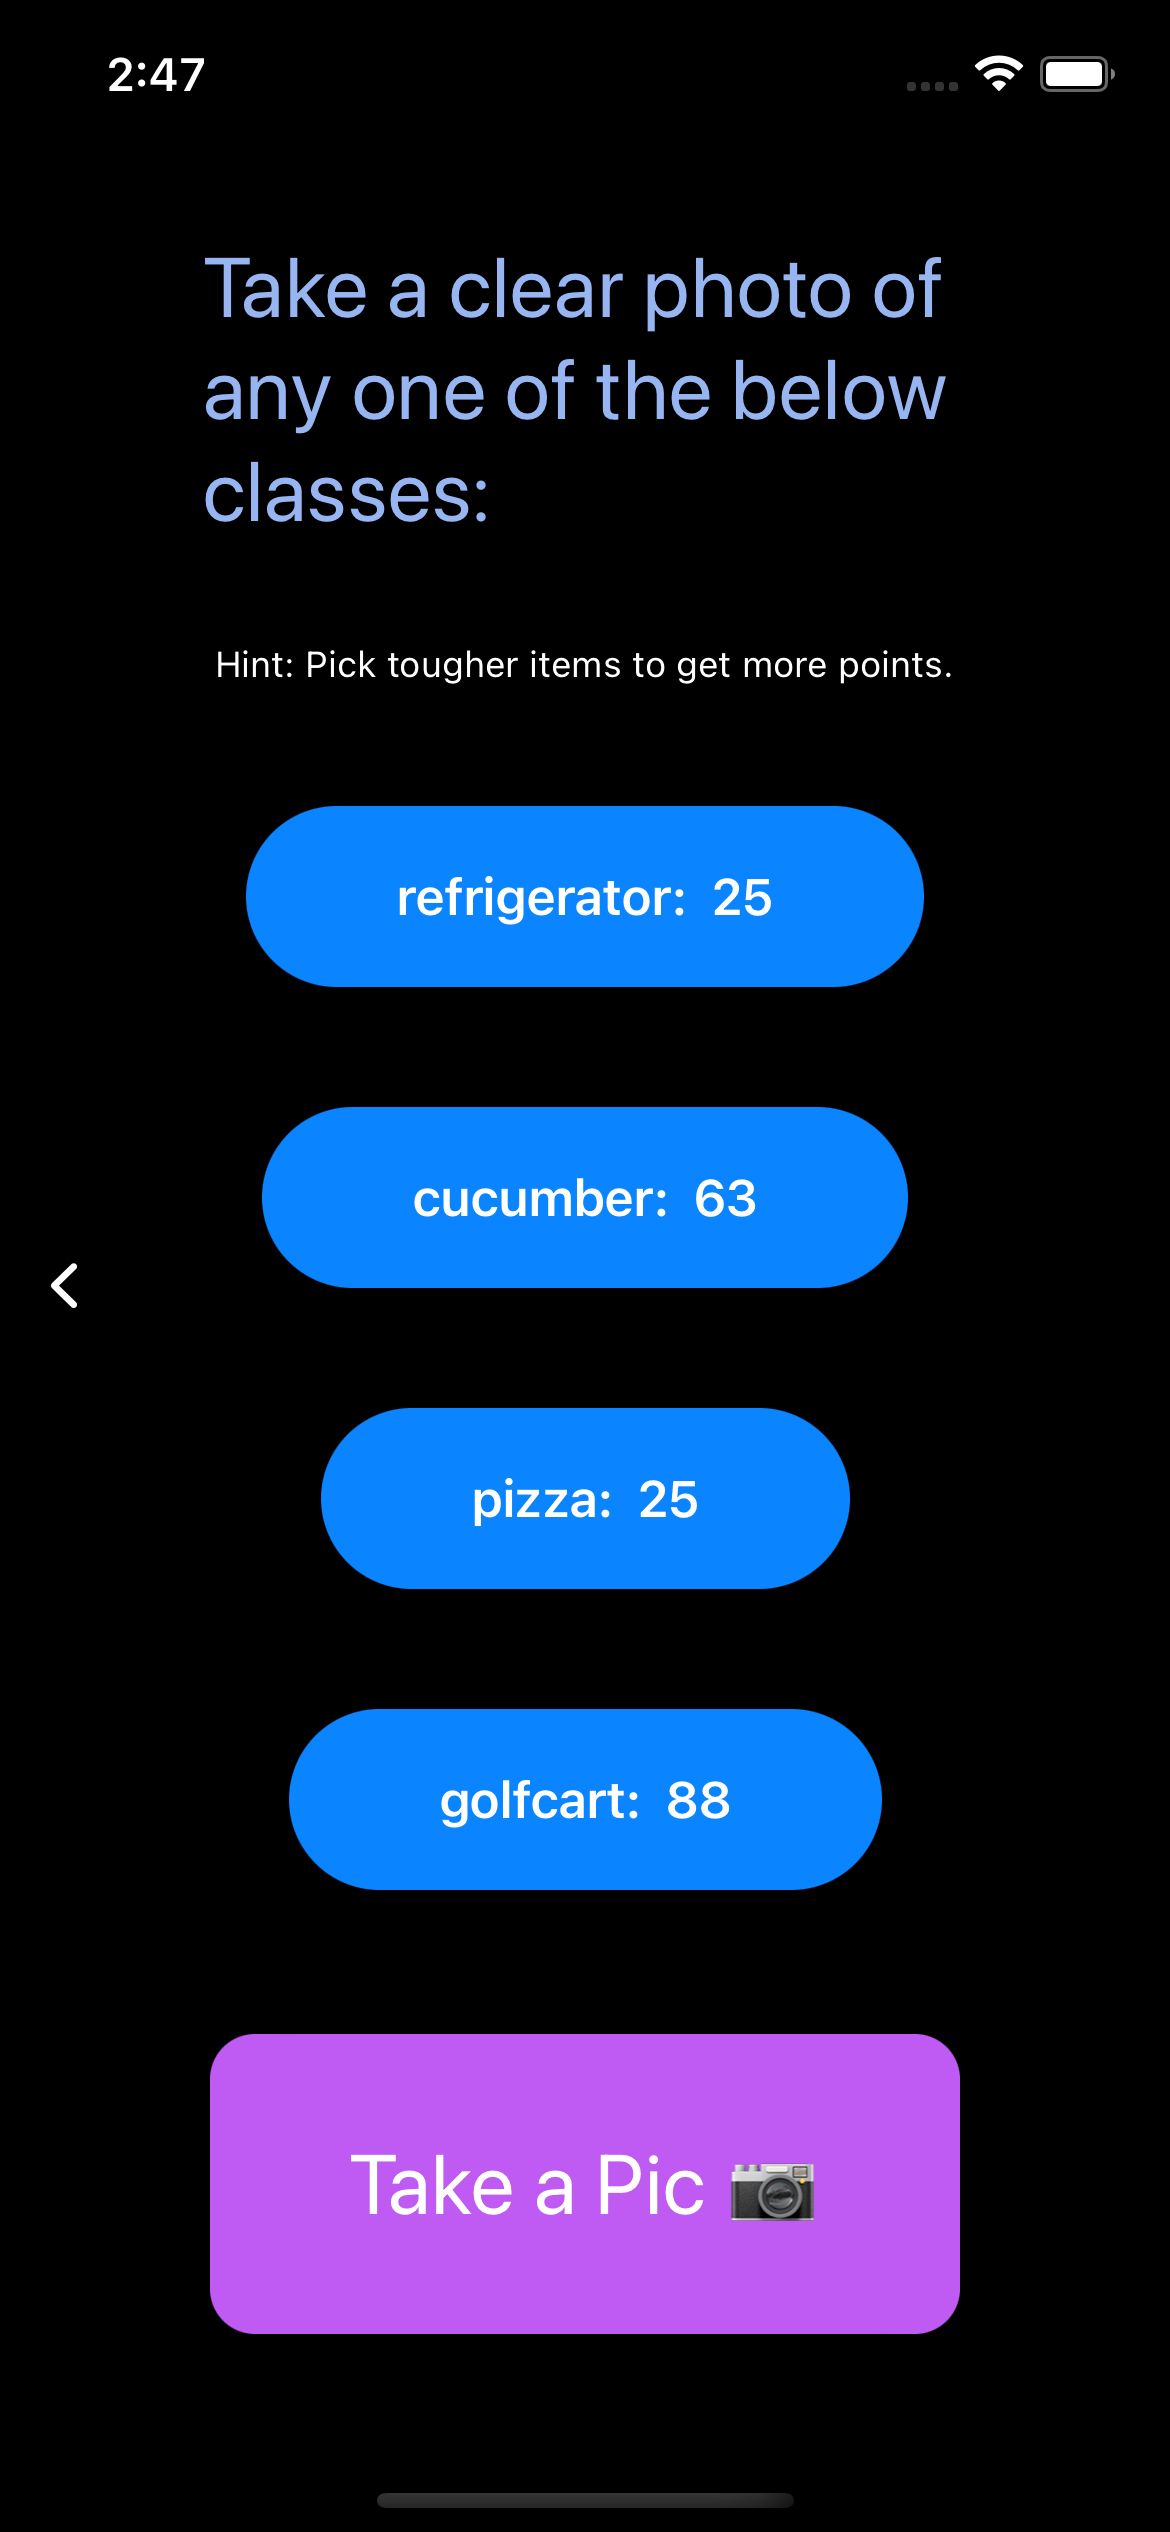 2:47
Take a clear photo of
any one of the below
classes:
Hint: Pick tougher items to get more points.
refrigerator: 25
cucumber: 63
pizza: 25
golfcart: 88
Take a Pic 📷